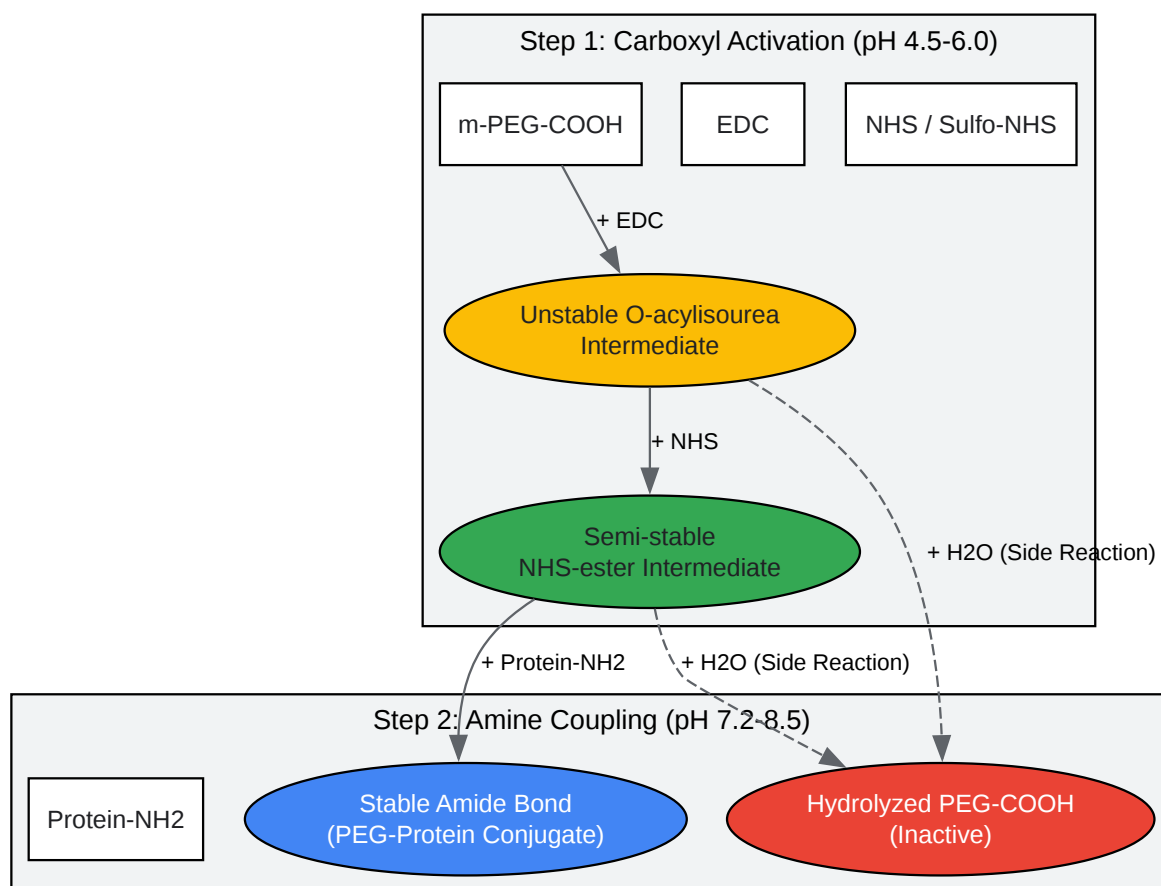 Step 1: Carboxyl Activation (pH 4.5-6.0)
m-PEG-COOH
EDC
NHS / Sulfo-NHS
+ EDC
Unstable O-acylisourea
Intermediate
+ NHS
Semi-stable
NHS-ester Intermediate
+ H2O (Side Reaction)
+ Protein-NH2
+ H2O (Side Reaction)
Step 2: Amine Coupling (pH 7.2-8.5)
Protein-NH2
Stable Amide Bond
(PEG-Protein Conjugate)
Hydrolyzed PEG-COOH
(Inactive)